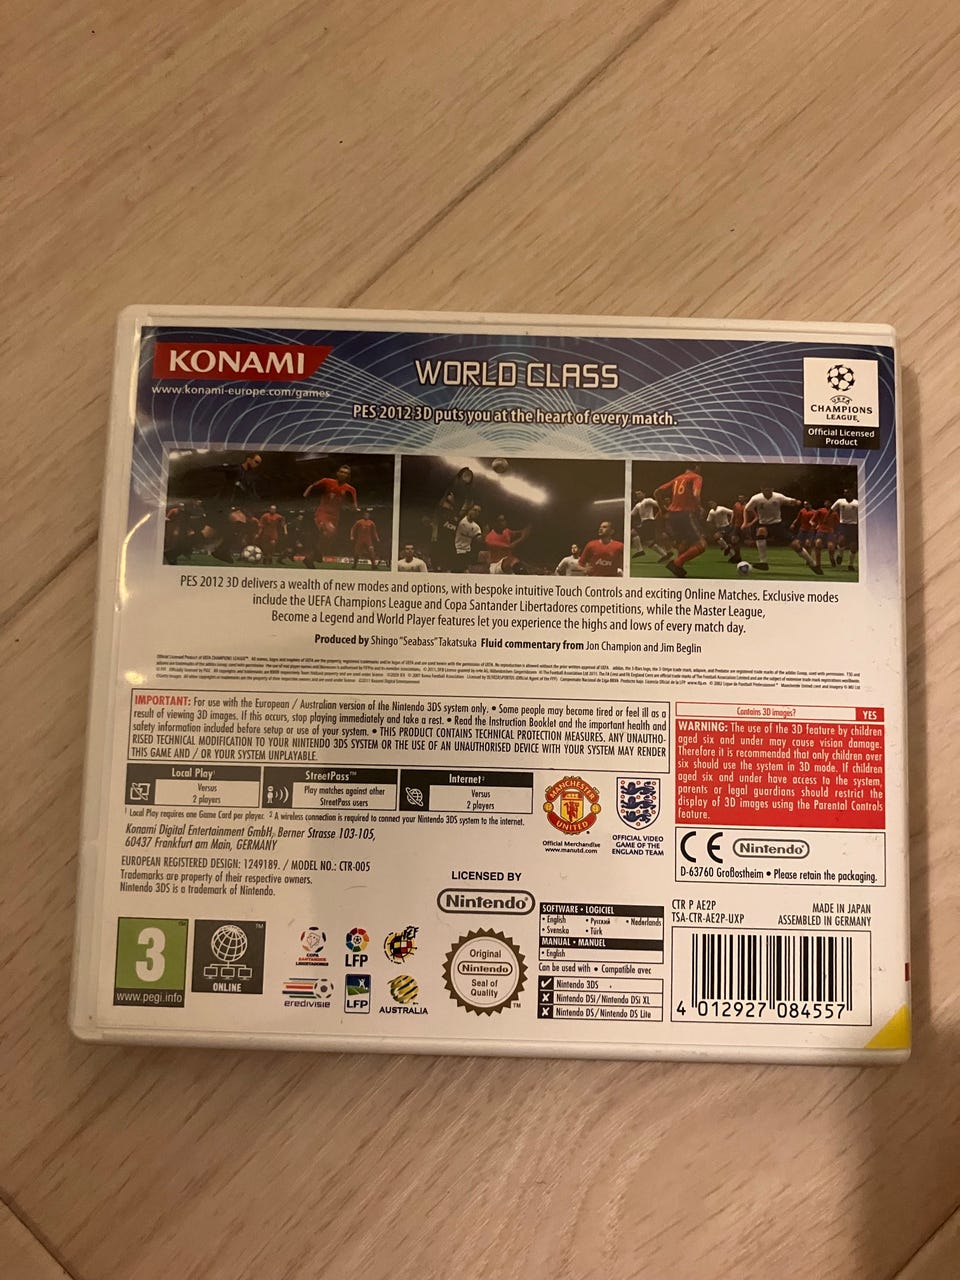 KONAMI
www.konami-europe.com/games
WORLD CLASS
PES 2012 3D puts you at the heart of every match.
UEFA
CHAMPIONS
LEAGUE
Official Licensed
Product
16
AON
PES 2012 3D delivers a wealth of new modes and options, with bespoke intuitive Touch Controls and exciting Online Matches. Exclusive modes
include the UEFA Champions League and Copa Santander Libertadores competitions, while the Master League,
Become a Legend and World Player features let you experience the highs and lows of every match day.
Produced by Shingo "Seabass" Takatsuka Fluid commentary from Jon Champion and Jim Beglin
IMPORTANT: For use with the European / Australian version of the Nintendo 3DS system only. • Some people may become tired or feel ill as a
result of viewing 3D images. If this occurs, stop playing immediately and take a rest. • Read the Instruction Booklet and the important health and
safety information included before setup or use of your system. • THIS PRODUCT CONTAINS TECHNICAL PROTECTION MEASURES. ANY UNAUTHO-
RISED TECHNICAL MODIFICATION TO YOUR NINTENDO 3DS SYSTEM OR THE USE OF AN UNAUTHORISED DEVICE WITH YOUR SYSTEM MAY RENDER
THIS GAME AND / OR YOUR SYSTEM UNPLAYABLE.
Contains 3D images? YES
WARNING: The use of the 3D feature by children
aged six and under may cause vision damage.
Therefore it is recommended that only children over
six should use the system in 3D mode. If children
aged six and under have access to the system,
parents or legal guardians should restrict the
display of 3D images using the Parental Controls
feature.
Local Play¹
Versus
2 players
StreetPass™
Play matches against other
StreetPass users
Internet²
Versus
2 players
¹ Local Play requires one Game Card per player. ² A wireless connection is required to connect your Nintendo 3DS system to the internet.
MANCHESTER
UNITED
Official Merchandise
www.manutd.com
OFFICIAL VIDEO
GAME OF THE
ENGLAND TEAM
CE Nintendo
D-63760 Großostheim • Please retain the packaging.
Konami Digital Entertainment GmbH, Berner Strasse 103-105,
60437 Frankfurt am Main, GERMANY
EUROPEAN REGISTERED DESIGN: 1249189. / MODEL NO.: CTR-005
Trademarks are property of their respective owners.
Nintendo 3DS is a trademark of Nintendo.
LICENSED BY
Nintendo
SOFTWARE • LOGICIEL
• English • Русский • Nederlands
• Svenska • Türk
MANUAL • MANUEL
• English
Can be used with • Compatible avec
Nintendo 3DS
Nintendo DSi/Nintendo DSi XL
Nintendo DS/Nintendo DS Lite
CTR P AE2P
TSA-CTR-AE2P-UXP
MADE IN JAPAN
ASSEMBLED IN GERMANY
4 012927 084557
3
www.pegi.info
ONLINE
COPA
SANTANDER
LIBERTADORES
LFP
eredivisie
LFP
AUSTRALIA
Original
Nintendo
Seal of
Quality